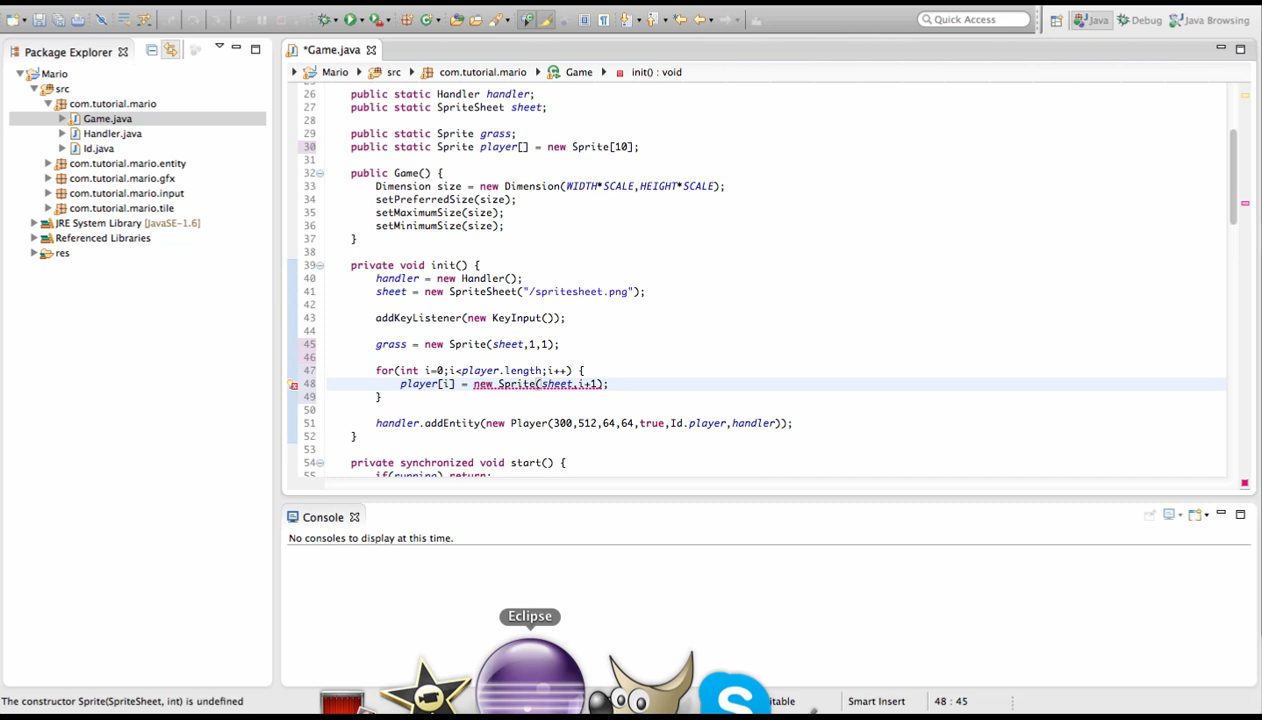 Quick Access
Java
Debug
Java Browsing
Package Explorer
*Game.java
Mario
src
com.tutorial.mario
Game
init() : void
Mario
src
com.tutorial.mario
Game.java
Handler.java
Id.java
com.tutorial.mario.entity
com.tutorial.mario.gfx
com.tutorial.mario.input
com.tutorial.mario.tile
JRE System Library [JavaSE-1.6]
Referenced Libraries
res
26 public static Handler handler;
27 public static SpriteSheet sheet;
28
29 public static Sprite grass;
30 public static Sprite player[] = new Sprite[10];
31
32 public Game() {
33 Dimension size = new Dimension(WIDTH*SCALE,HEIGHT*SCALE);
34 setPreferredSize(size);
35 setMaximumSize(size);
36 setMinimumSize(size);
37 }
38
39 private void init() {
40 handler = new Handler();
41 sheet = new SpriteSheet("/spritesheet.png");
42
43 addKeyListener(new KeyInput());
44
45 grass = new Sprite(sheet,1,1);
46
47 for(int i=0;i<player.length;i++) {
48 player[i] = new Sprite(sheet,i+1);
49 }
50
51 handler.addEntity(new Player(300,512,64,64,true,Id.player,handler));
52 }
53
54 private synchronized void start() {
55 if(running) return;
Console
No consoles to display at this time.
Eclipse
The constructor Sprite(SpriteSheet, int) is undefined
itable
Smart Insert
48 : 45